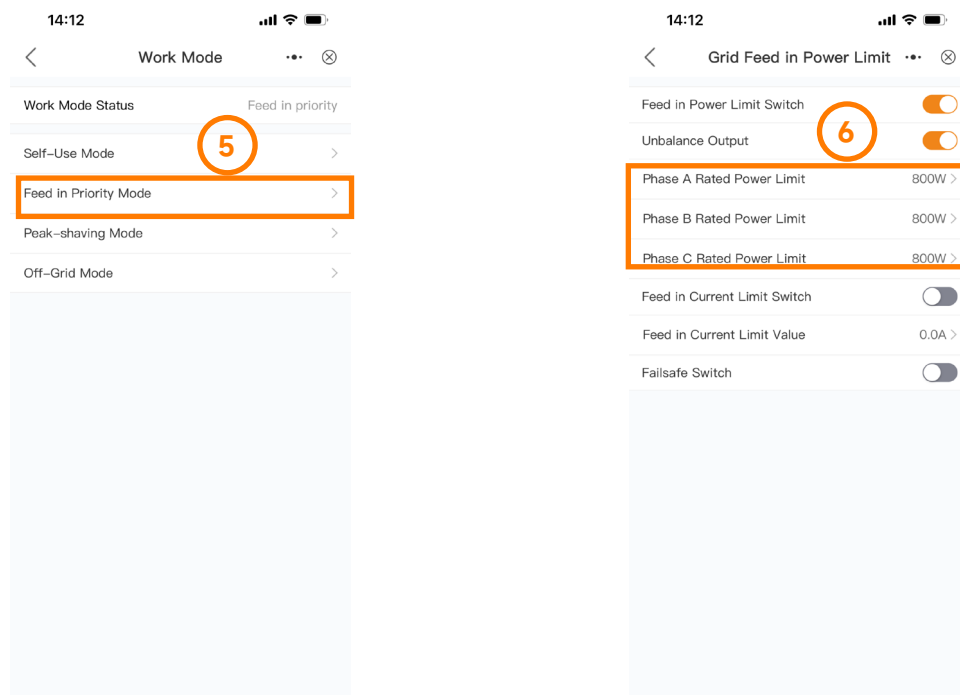 14:12
Work Mode
Work Mode Status Feed in priority
5
Self-Use Mode
Feed in Priority Mode
Peak-shaving Mode
Off-Grid Mode
14:12
Grid Feed in Power Limit
Feed in Power Limit Switch
6
Unbalance Output
Phase A Rated Power Limit 800W
Phase B Rated Power Limit 800W
Phase C Rated Power Limit 800W
Feed in Current Limit Switch
Feed in Current Limit Value 0.0A
Failsafe Switch